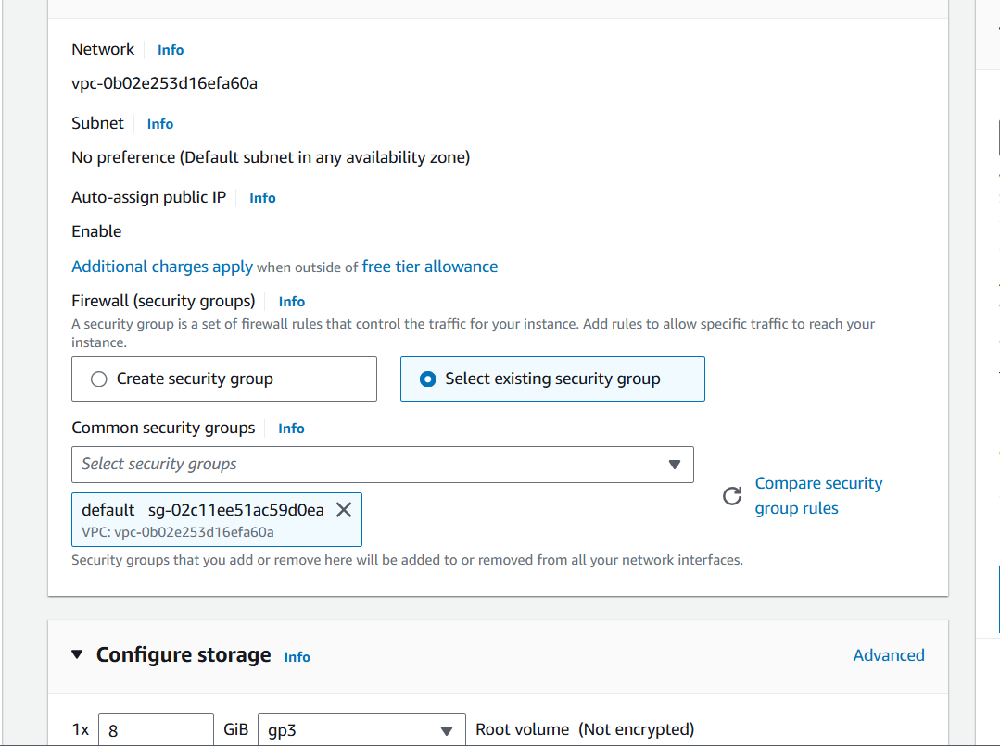 Network Info
vpc-0b02e253d16efa60a
Subnet Info
No preference (Default subnet in any availability zone)
Auto-assign public IP Info
Enable
Additional charges apply when outside of free tier allowance
Firewall (security groups) Info
A security group is a set of firewall rules that control the traffic for your instance. Add rules to allow specific traffic to reach your
instance.
Create security group
Select existing security group
Common security groups Info
Select security groups
Compare security
group rules
default sg-02c11ee51ac59d0ea
VPC: vpc-0b02e253d16efa60a
Security groups that you add or remove here will be added to or removed from all your network interfaces.
Configure storage Info
Advanced
1x 8 GiB gp3 Root volume (Not encrypted)